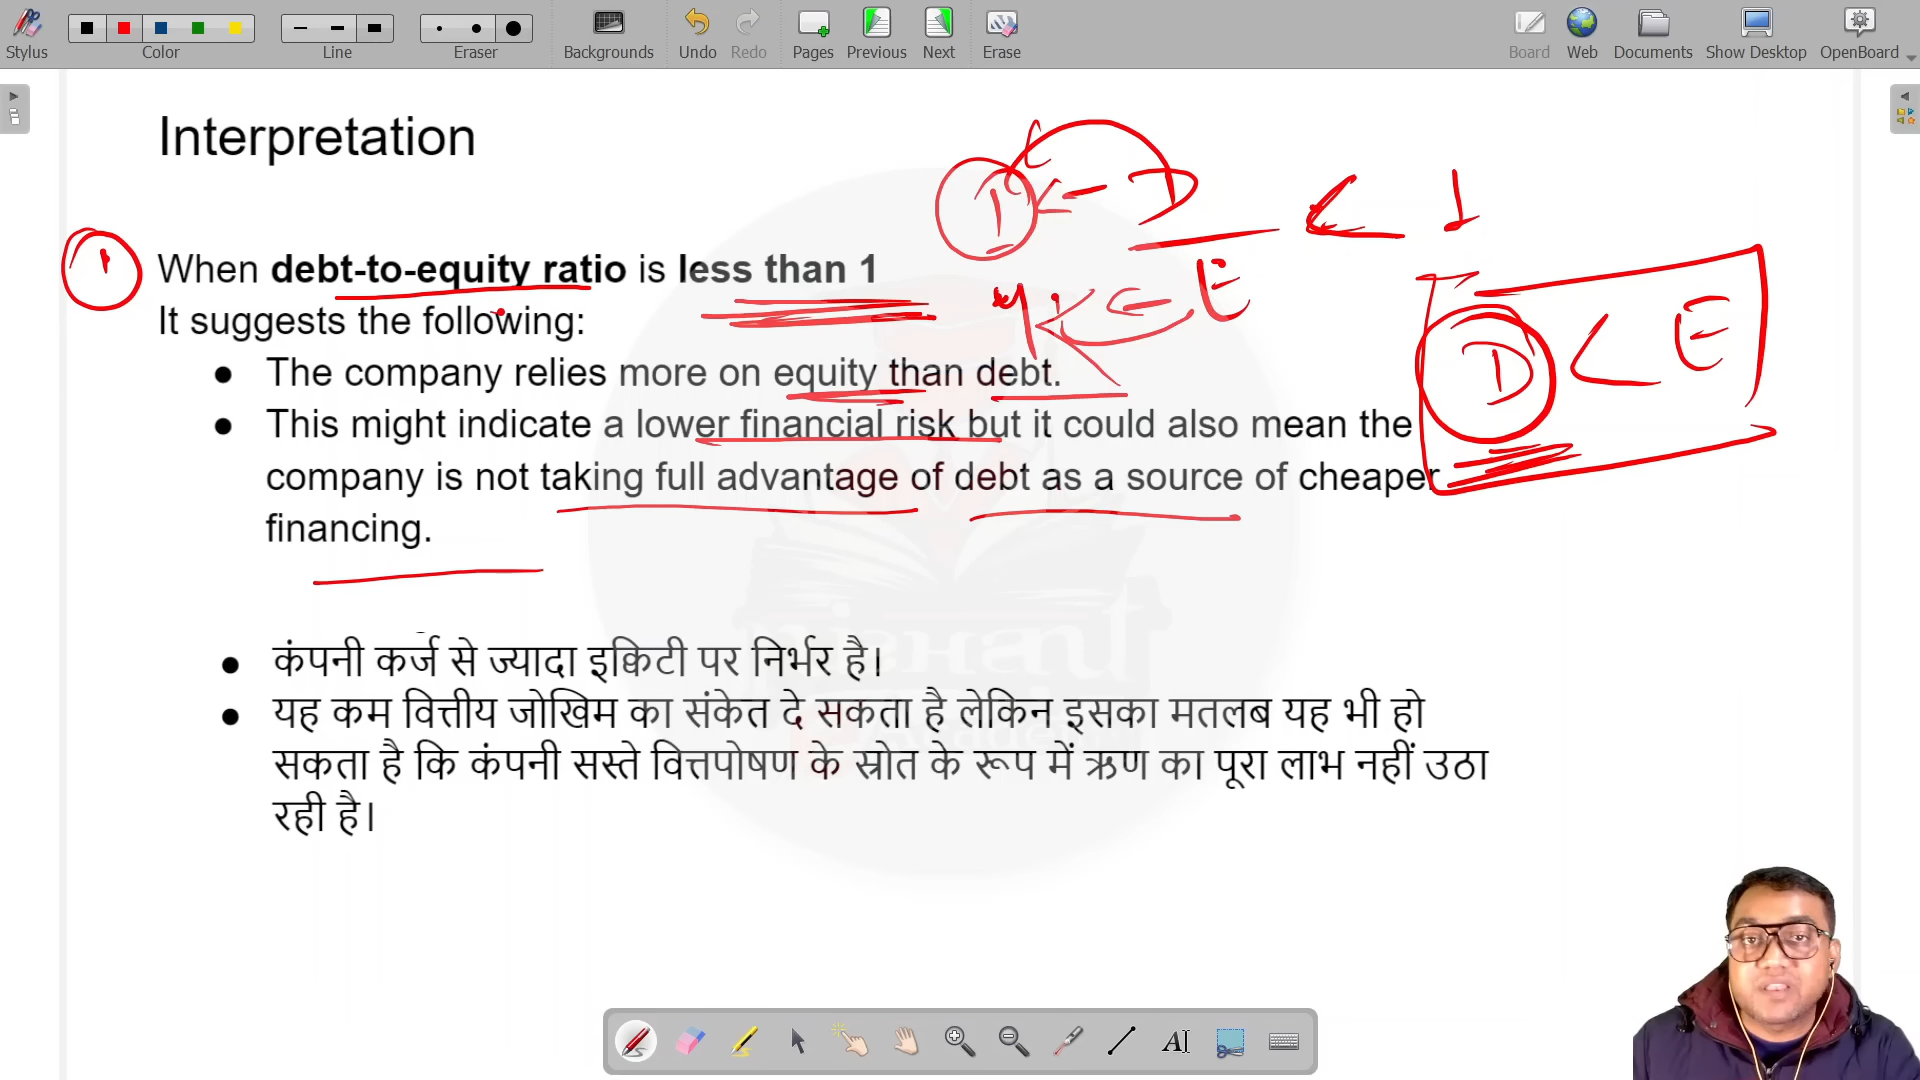 Stylus
Color
Line
Eraser
Backgrounds
Undo
Redo
Pages
Previous
Next
Erase
Board
Web
Documents
Show Desktop
OpenBoard
Interpretation
D < 1
E
1
When debt-to-equity ratio is less than 1
D < E
It suggests the following:
● The company relies more on equity than debt.
● This might indicate a lower financial risk but it could also mean the
company is not taking full advantage of debt as a source of cheaper
financing.
● कंपनी कर्ज से ज्यादा इक्विटी पर निर्भर है।
● यह कम वित्तीय जोखिम का संकेत दे सकता है लेकिन इसका मतलब यह भी हो
सकता है कि कंपनी सस्ते वित्तपोषण के स्रोत के रूप में ऋण का पूरा लाभ नहीं उठा
रही है।